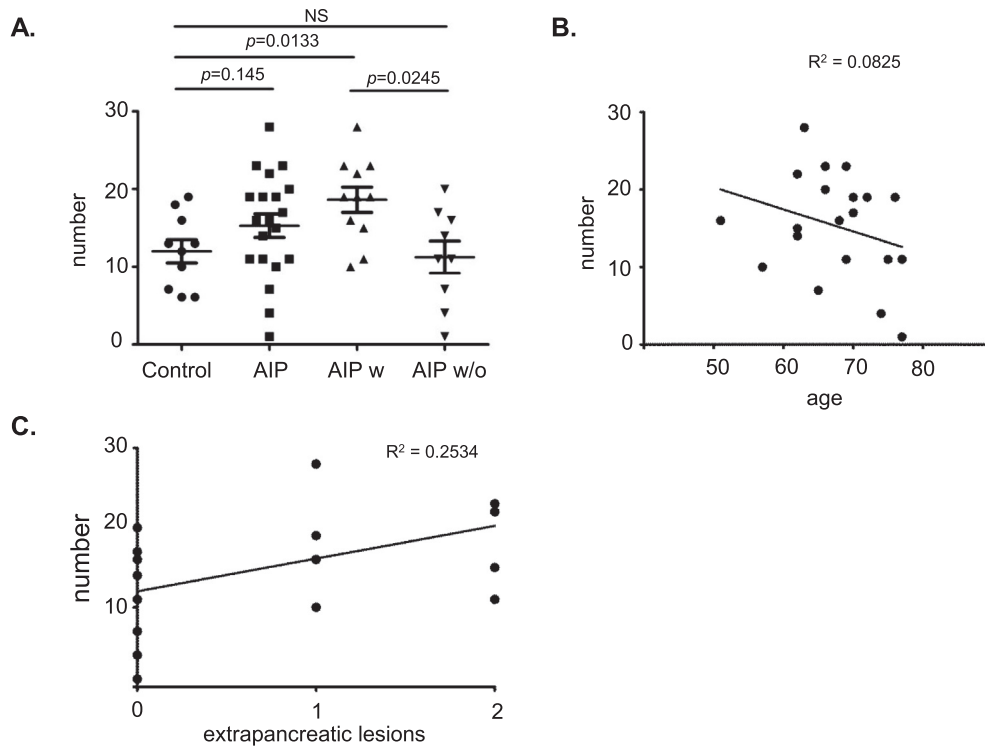 A.
NS
p=0.0133
p=0.145
p=0.0245
number
30
20
10
0
Control AIP AIP w AIP w/o
B.
R² = 0.0825
number
30
20
10
0
50 60 70 80
age
C.
R² = 0.2534
number
30
20
10
0 1 2
extrapancreatic lesions